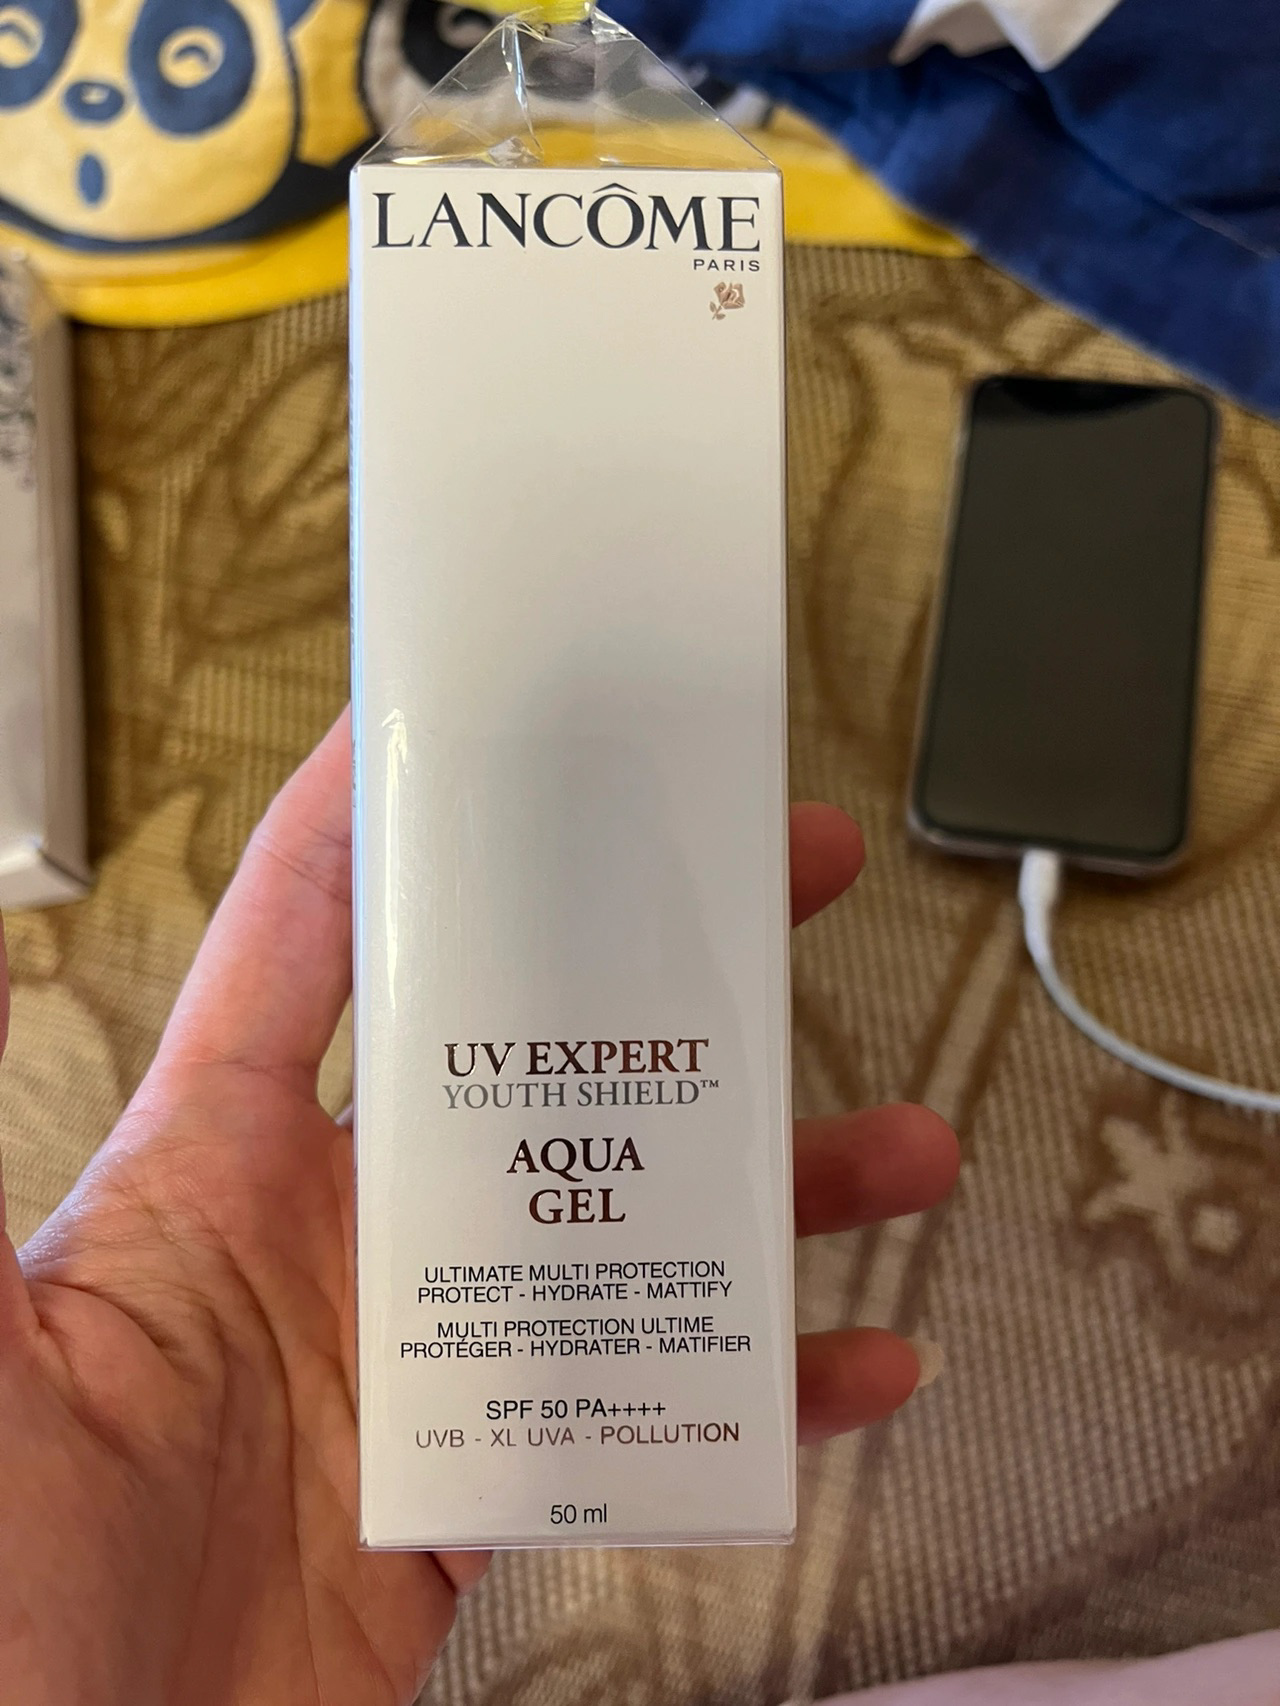 LANCÔME
PARIS
UV EXPERT
YOUTH SHIELD™
AQUA
GEL
ULTIMATE MULTI PROTECTION
PROTECT - HYDRATE - MATTIFY
MULTI PROTECTION ULTIME
PROTÉGER - HYDRATER - MATIFIER
SPF 50 PA++++
UVB - XL UVA - POLLUTION
50 ml